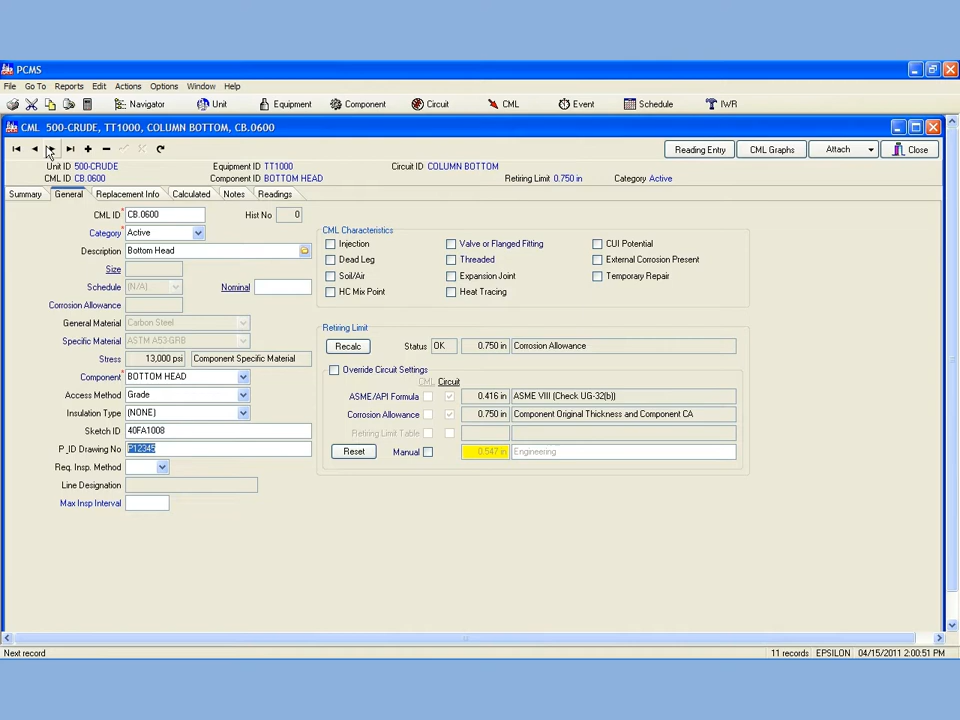 PCMS
File Go To Reports Edit Actions Options Window Help
Navigator Unit Equipment Component Circuit CML Event Schedule IWR
CML 500-CRUDE, TT1000, COLUMN BOTTOM, CB.0600
Reading Entry CML Graphs Attach Close
Unit ID 500-CRUDE Equipment ID TT1000 Circuit ID COLUMN BOTTOM
CML ID CB.0600 Component ID BOTTOM HEAD Retiring Limit 0.750 in Category Active
Summary General Replacement Info Calculated Notes Readings
CML ID* CB.0600 Hist No 0
Category* Active
Description Bottom Head
Size
Schedule (N/A) Nominal
Corrosion Allowance
General Material Carbon Steel
Specific Material ASTM A53-GRB
Stress 13,000 psi Component Specific Material
Component* BOTTOM HEAD
Access Method Grade
Insulation Type (NONE)
Sketch ID 40FA1008
P_ID Drawing No P12345
Req. Insp. Method
Line Designation
Max Insp Interval
CML Characteristics
Injection Valve or Flanged Fitting CUI Potential
Dead Leg Threaded External Corrosion Present
Soil/Air Expansion Joint Temporary Repair
HC Mix Point Heat Tracing
Retiring Limit
Recalc Status OK 0.750 in Corrosion Allowance
Override Circuit Settings
CML Circuit
ASME/API Formula 0.416 in ASME VIII (Check UG-32(b))
Corrosion Allowance 0.750 in Component Original Thickness and Component CA
Retiring Limit Table
Reset Manual 0.547 in Engineering
Next record 11 records EPSILON 04/15/2011 2:00:51 PM